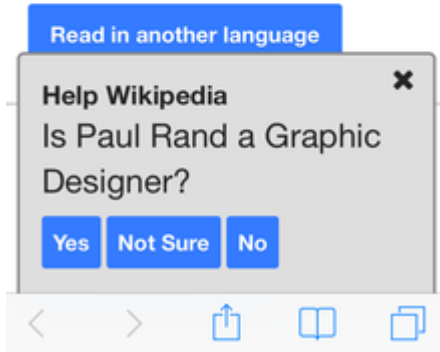 Read in another language
Help Wikipedia
Is Paul Rand a Graphic
Designer?
Yes Not Sure No